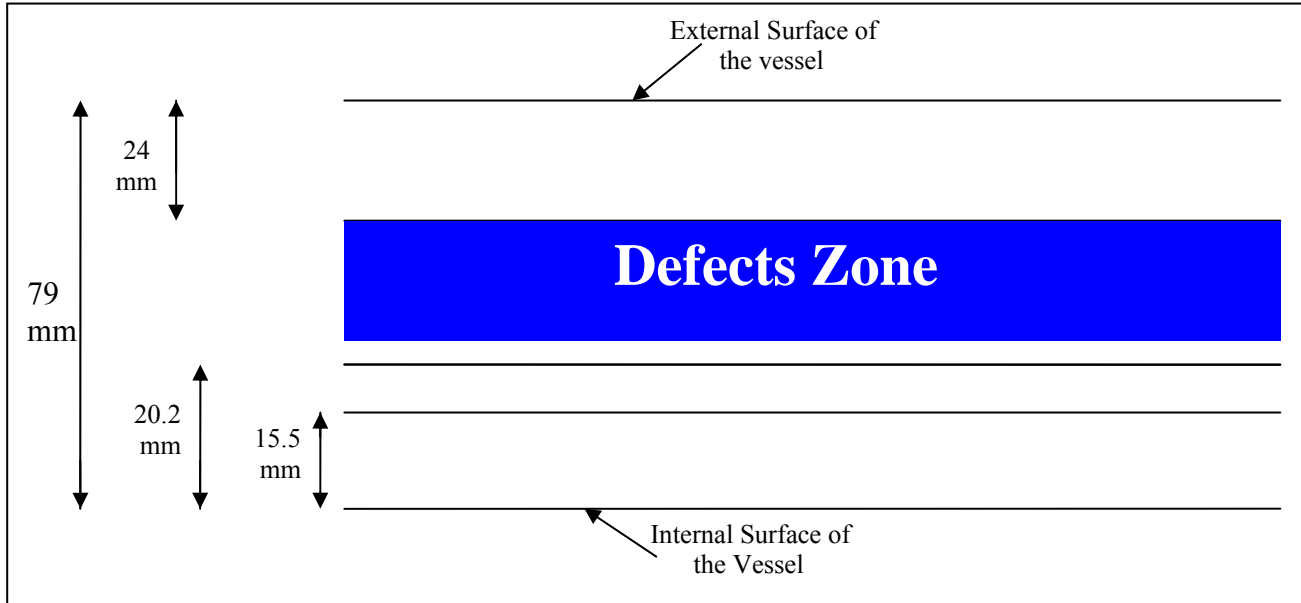 External Surface of
the vessel
24
mm
Defects Zone
79
mm
20.2
mm
15.5
mm
Internal Surface of
the Vessel